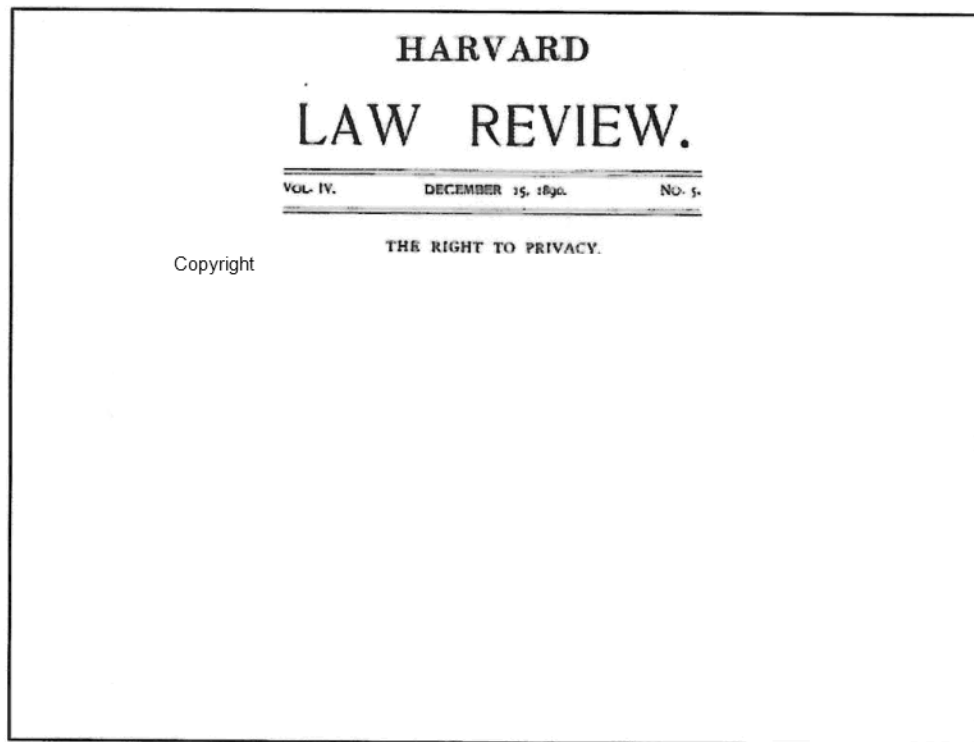 HARVARD
LAW REVIEW.
VOL. IV. DECEMBER 15, 1890. NO. 5.
THE RIGHT TO PRIVACY.
Copyright